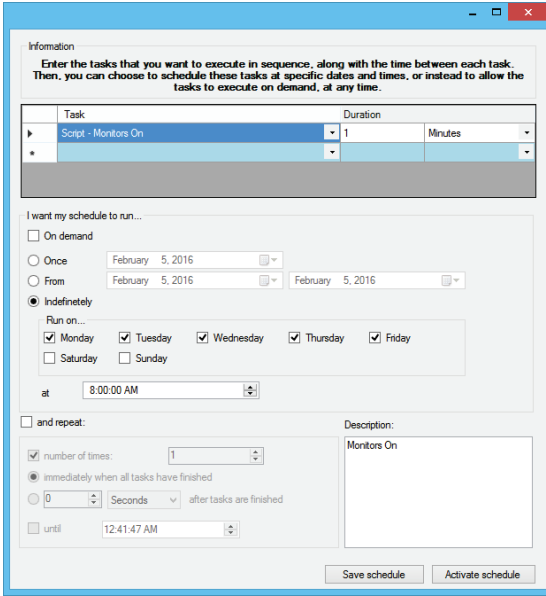 Information
Enter the tasks that you want to execute in sequence, along with the time between each task.
Then, you can choose to schedule these tasks at specific dates and times, or instead to allow the
tasks to execute on demand, at any time.
Task Duration
Script - Monitors On 1 Minutes
I want my schedule to run...
On demand
Once February 5, 2016
From February 5, 2016 February 5, 2016
Indefinetely
Run on...
Monday Tuesday Wednesday Thursday Friday
Saturday Sunday
at 8:00:00 AM
and repeat: Description:
number of times: 1 Monitors On
immediately when all tasks have finished
0 Seconds after tasks are finished
until 12:41:47 AM
Save schedule Activate schedule